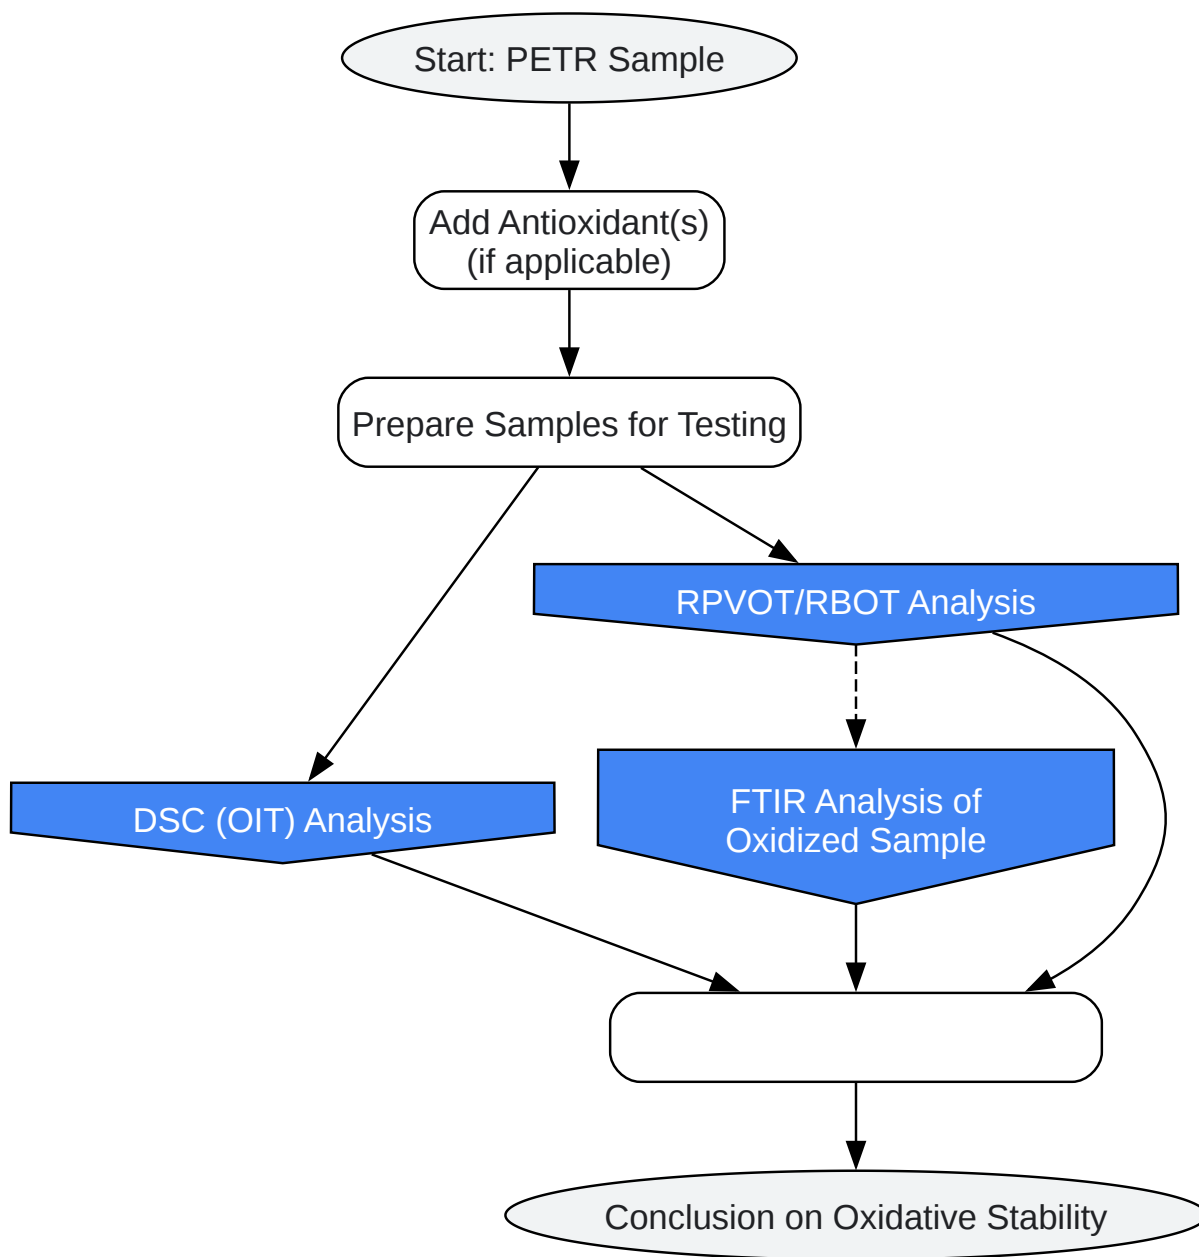 Start: PETR Sample
Add Antioxidant(s)
(if applicable)
Prepare Samples for Testing
RPVOT/RBOT Analysis
DSC (OIT) Analysis
FTIR Analysis of
Oxidized Sample
Conclusion on Oxidative Stability